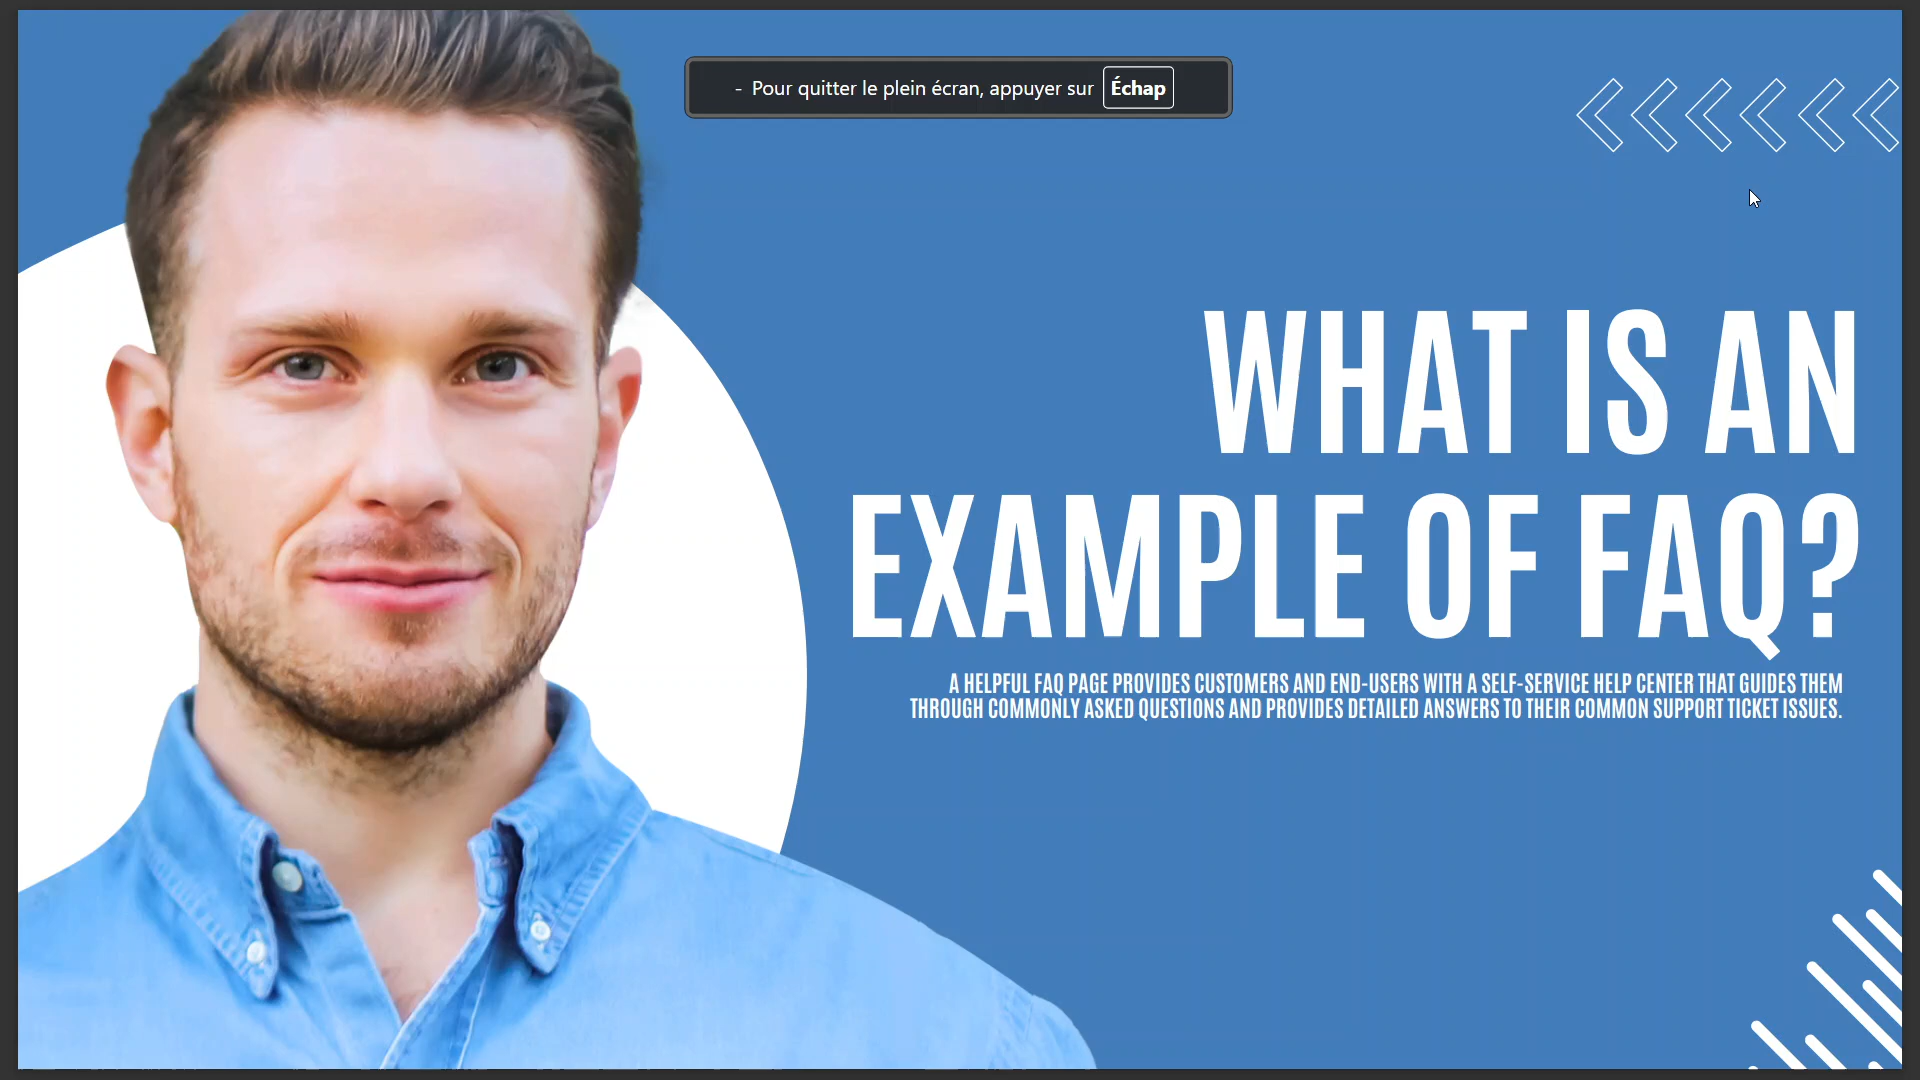 - Pour quitter le plein écran, appuyer sur Échap
WHAT IS AN
EXAMPLE OF FAQ?
A HELPFUL FAQ PAGE PROVIDES CUSTOMERS AND END-USERS WITH A SELF-SERVICE HELP CENTER THAT GUIDES THEM
THROUGH COMMONLY ASKED QUESTIONS AND PROVIDES DETAILED ANSWERS TO THEIR COMMON SUPPORT TICKET ISSUES.